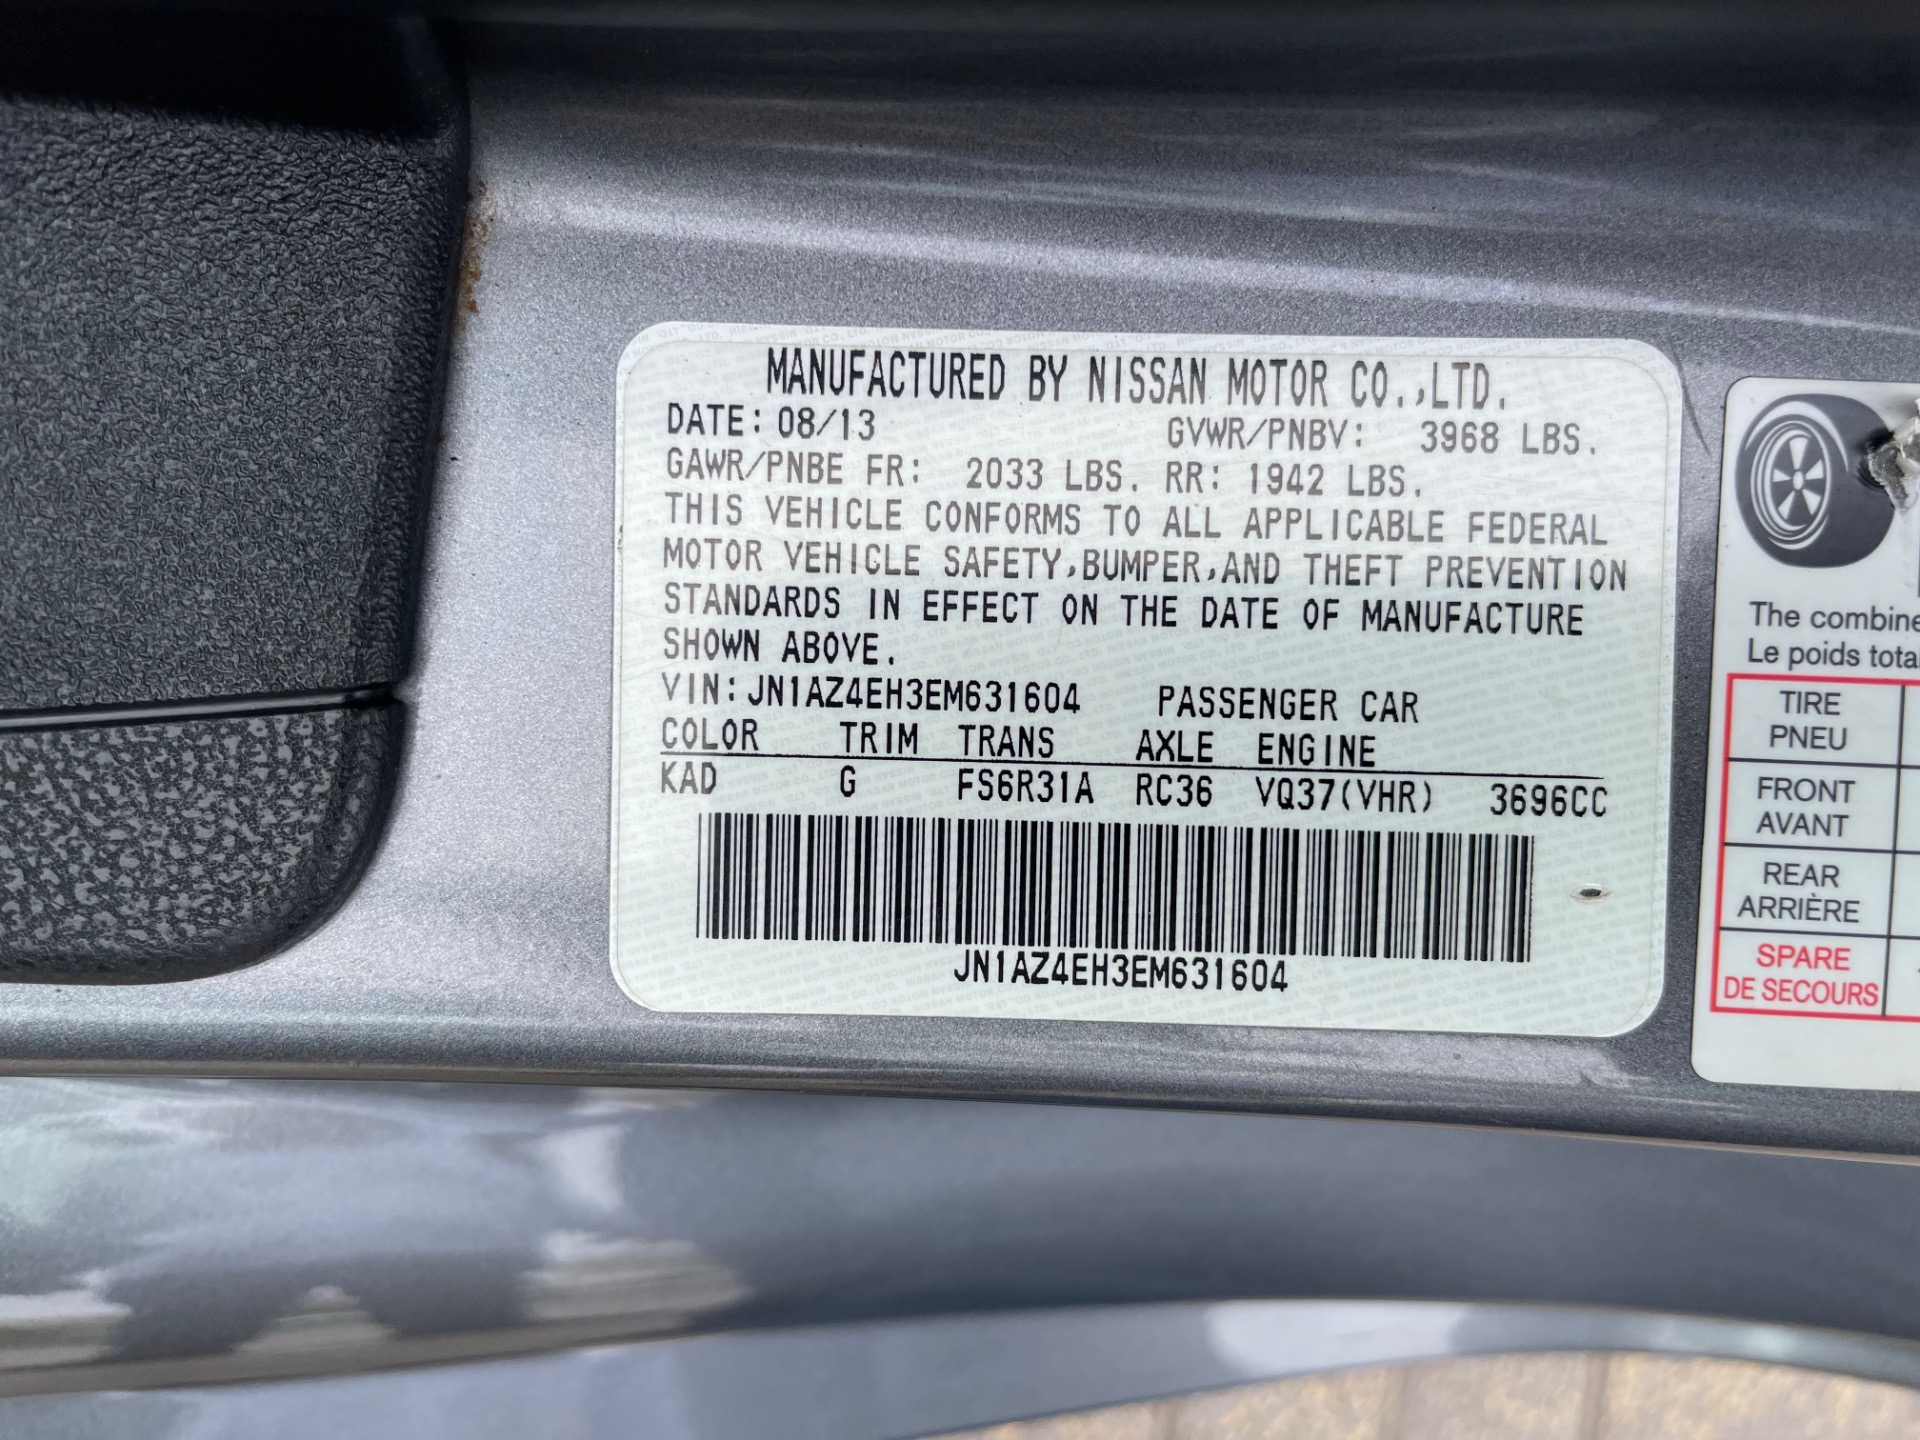 MANUFACTURED BY NISSAN MOTOR CO.,LTD.
DATE: 08/13 GVWR/PNBV: 3968 LBS.
GAWR/PNBE FR: 2033 LBS. RR: 1942 LBS.
THIS VEHICLE CONFORMS TO ALL APPLICABLE FEDERAL
MOTOR VEHICLE SAFETY,BUMPER,AND THEFT PREVENTION
STANDARDS IN EFFECT ON THE DATE OF MANUFACTURE
SHOWN ABOVE.
VIN: JN1AZ4EH3EM631604 PASSENGER CAR
COLOR TRIM TRANS AXLE ENGINE
KAD G FS6R31A RC36 VQ37(VHR) 3696CC
JN1AZ4EH3EM631604
The
Le poids
TIRE
PNEU
FRONT
AVANT
REAR
ARRIÈRE
SPARE
DE SECOURS